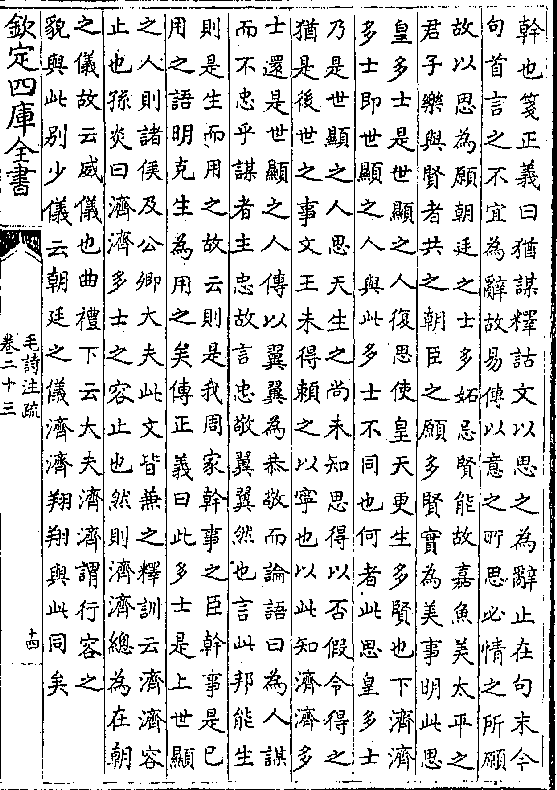 幹也箋正義曰猶謀釋詁文以思之為辭止在句末今
句首言之不宜為辭故易傳以意之所思必情之所願
故以思為願朝廷之士多妬忌賢能故嘉魚美太平之
君子樂與賢者共之朝臣之願多賢實為美事明此思
皇多士是世顯之人復思使皇天更生多賢也下濟濟
多士即世顯之人與此多士不同也何者此思皇多士
乃是世顯之人思天生之尚未知思得以否假令得之
猶是後世之事文王未得賴之以寧也以此知濟濟多
士還是世顯之人傳以翼翼為恭敬而論語曰為人謀
而不忠乎謀者主忠故言忠敬翼翼然也言此邦能生
則是生而用之故云則是我周家幹事之臣幹事是已
用之語明克生為用之矣傳正義曰此多士是上世顯
之人則諸侯及公卿大夫此文皆兼之釋訓云濟濟容
止也孫炎曰濟濟多士之容止也然則濟濟總為在朝
之儀故云威儀也曲禮下云大夫濟濟謂行容之
貌與此別少儀云朝廷之儀濟濟翔翔與此同矣
欽定四庫全書
毛詩注疏
卷二十三
十四